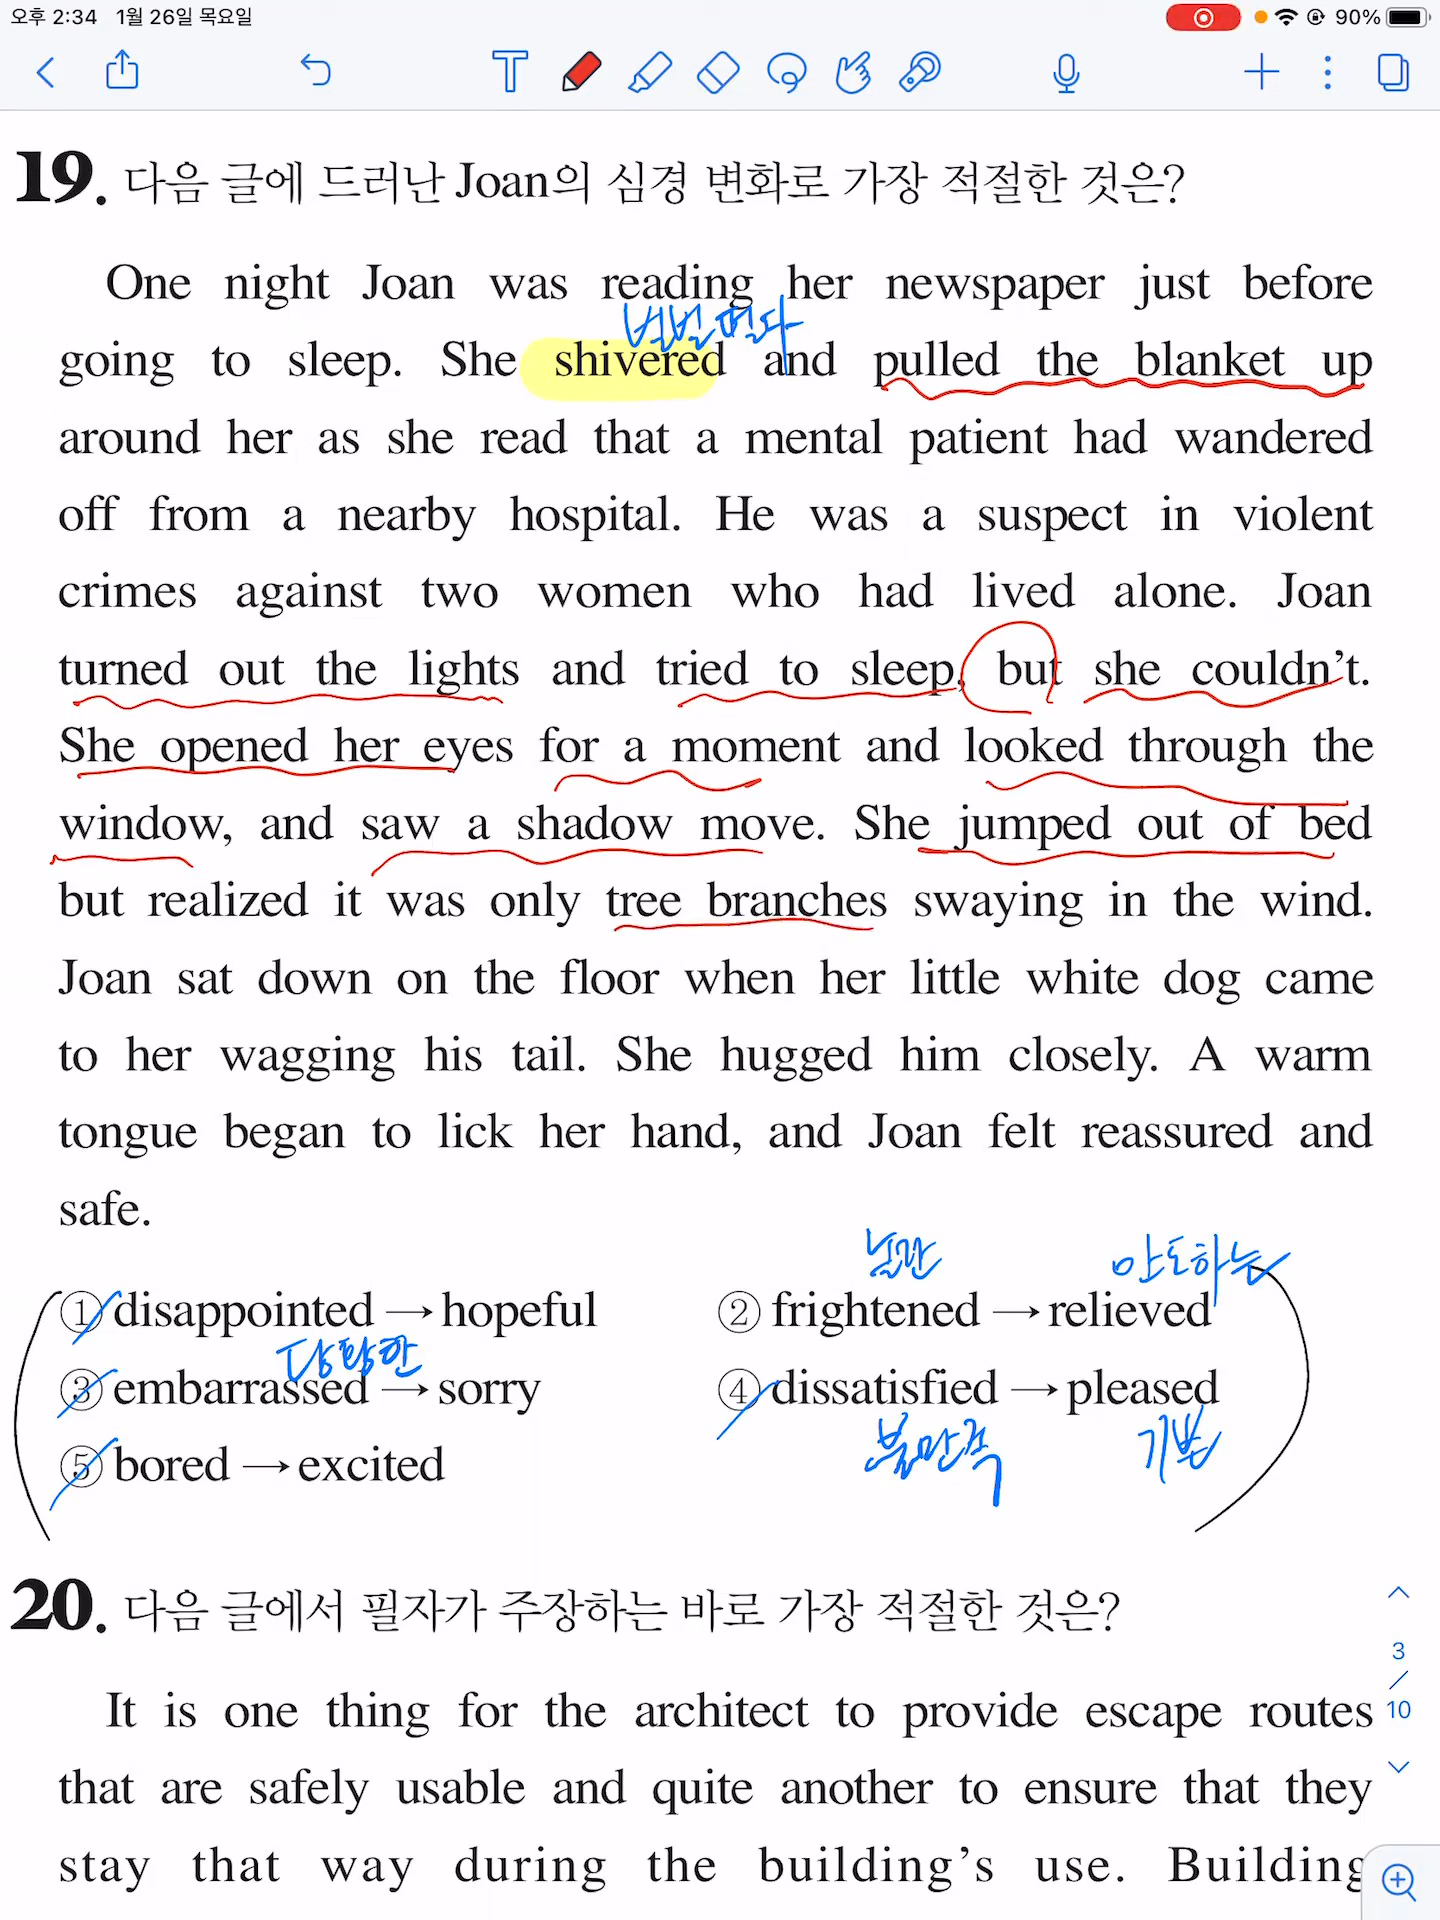 오후 2:34 1월 26일 목요일 90%
19. 다음 글에 드러난 Joan의 심경 변화로 가장 적절한 것은?
One night Joan was reading her newspaper just before
벌벌 떨다
going to sleep. She shivered and pulled the blanket up
around her as she read that a mental patient had wandered
off from a nearby hospital. He was a suspect in violent
crimes against two women who had lived alone. Joan
turned out the lights and tried to sleep, but she couldn't.
She opened her eyes for a moment and looked through the
window, and saw a shadow move. She jumped out of bed
but realized it was only tree branches swaying in the wind.
Joan sat down on the floor when her little white dog came
to her wagging his tail. She hugged him closely. A warm
tongue began to lick her hand, and Joan felt reassured and
safe.
놀란 안도하는
① disappointed → hopeful ② frightened → relieved
당황한
③ embarrassed → sorry ④ dissatisfied → pleased
불만족 기쁜
⑤ bored → excited
20. 다음 글에서 필자가 주장하는 바로 가장 적절한 것은?
3
/
10
It is one thing for the architect to provide escape routes
that are safely usable and quite another to ensure that they
stay that way during the building's use. Building